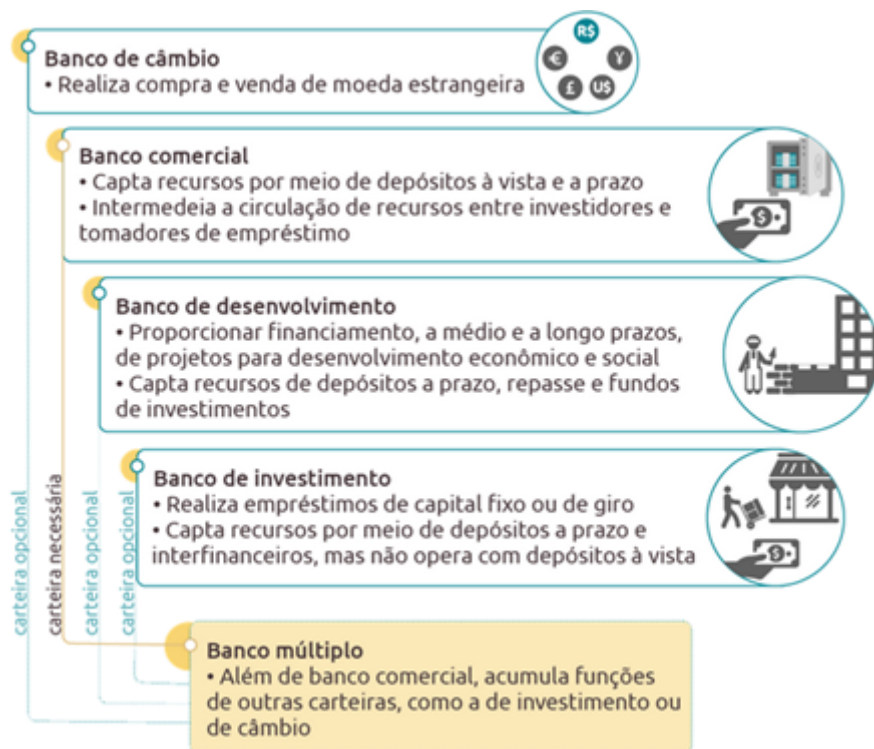 Banco de câmbio
• Realiza compra e venda de moeda estrangeira
R$
€
¥
£
U$
Banco comercial
• Capta recursos por meio de depósitos à vista e a prazo
• Intermedeia a circulação de recursos entre investidores e
tomadores de empréstimo
$
Banco de desenvolvimento
• Proporcionar financiamento, a médio e a longo prazos,
de projetos para desenvolvimento econômico e social
• Capta recursos de depósitos a prazo, repasse e fundos
de investimentos
Banco de investimento
• Realiza empréstimos de capital fixo ou de giro
• Capta recursos por meio de depósitos a prazo e
interfinanceiros, mas não opera com depósitos à vista
$
carteira opcional
carteira necessária
carteira opcional
carteira opcional
Banco múltiplo
• Além de banco comercial, acumula funções
de outras carteiras, como a de investimento ou
de câmbio